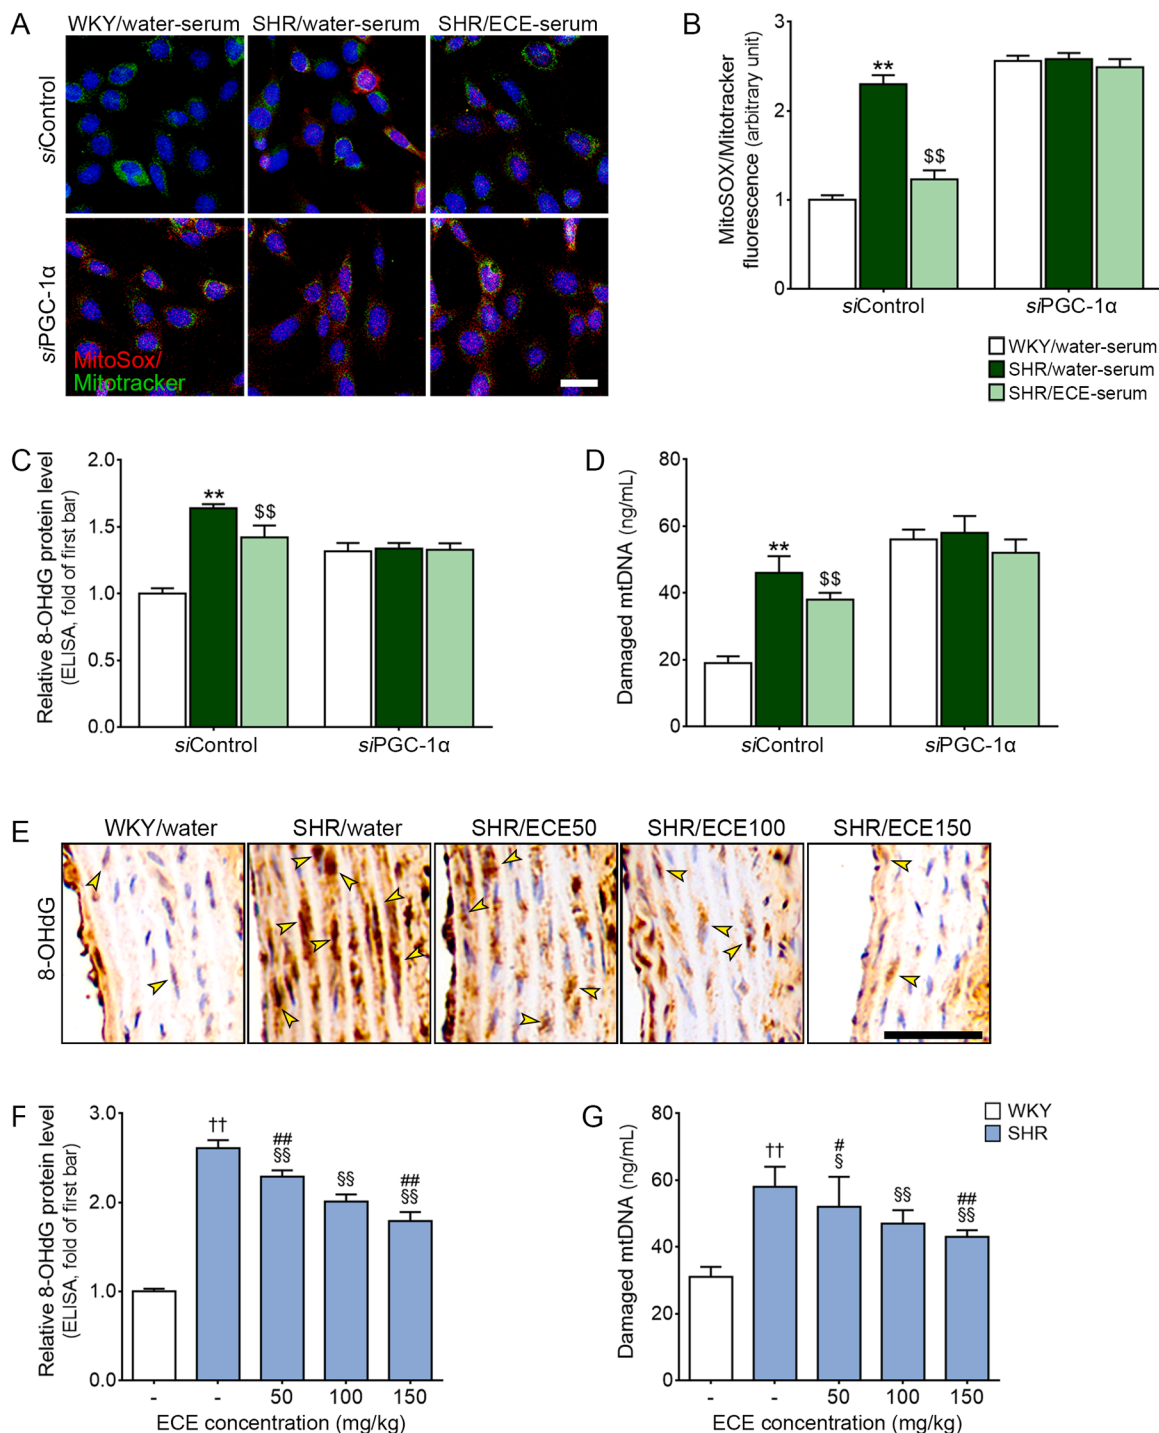 A
WKY/water-serum SHR/water-serum SHR/ECE-serum
siControl
siPGC-1α
MitoSox/
Mitotracker
B
MitoSOX/Mitotracker
fluorescence (arbitrary unit)
3
2
1
0
**
$$
siControl siPGC-1α
WKY/water-serum
SHR/water-serum
SHR/ECE-serum
C
Relative 8-OHdG protein level
(ELISA, fold of first bar)
2.0
1.5
1.0
0.5
0.0
**
$$
siControl siPGC-1α
D
Damaged mtDNA (ng/mL)
80
60
40
20
0
**
$$
siControl siPGC-1α
E
WKY/water SHR/water SHR/ECE50 SHR/ECE100 SHR/ECE150
8-OHdG
F
Relative 8-OHdG protein level
(ELISA, fold of first bar)
3.0
2.0
1.0
0.0
††
##
§§
§§
##
§§
- - 50 100 150
ECE concentration (mg/kg)
G
Damaged mtDNA (ng/mL)
80
60
40
20
0
††
#
§
§§
##
§§
WKY
SHR
- - 50 100 150
ECE concentration (mg/kg)